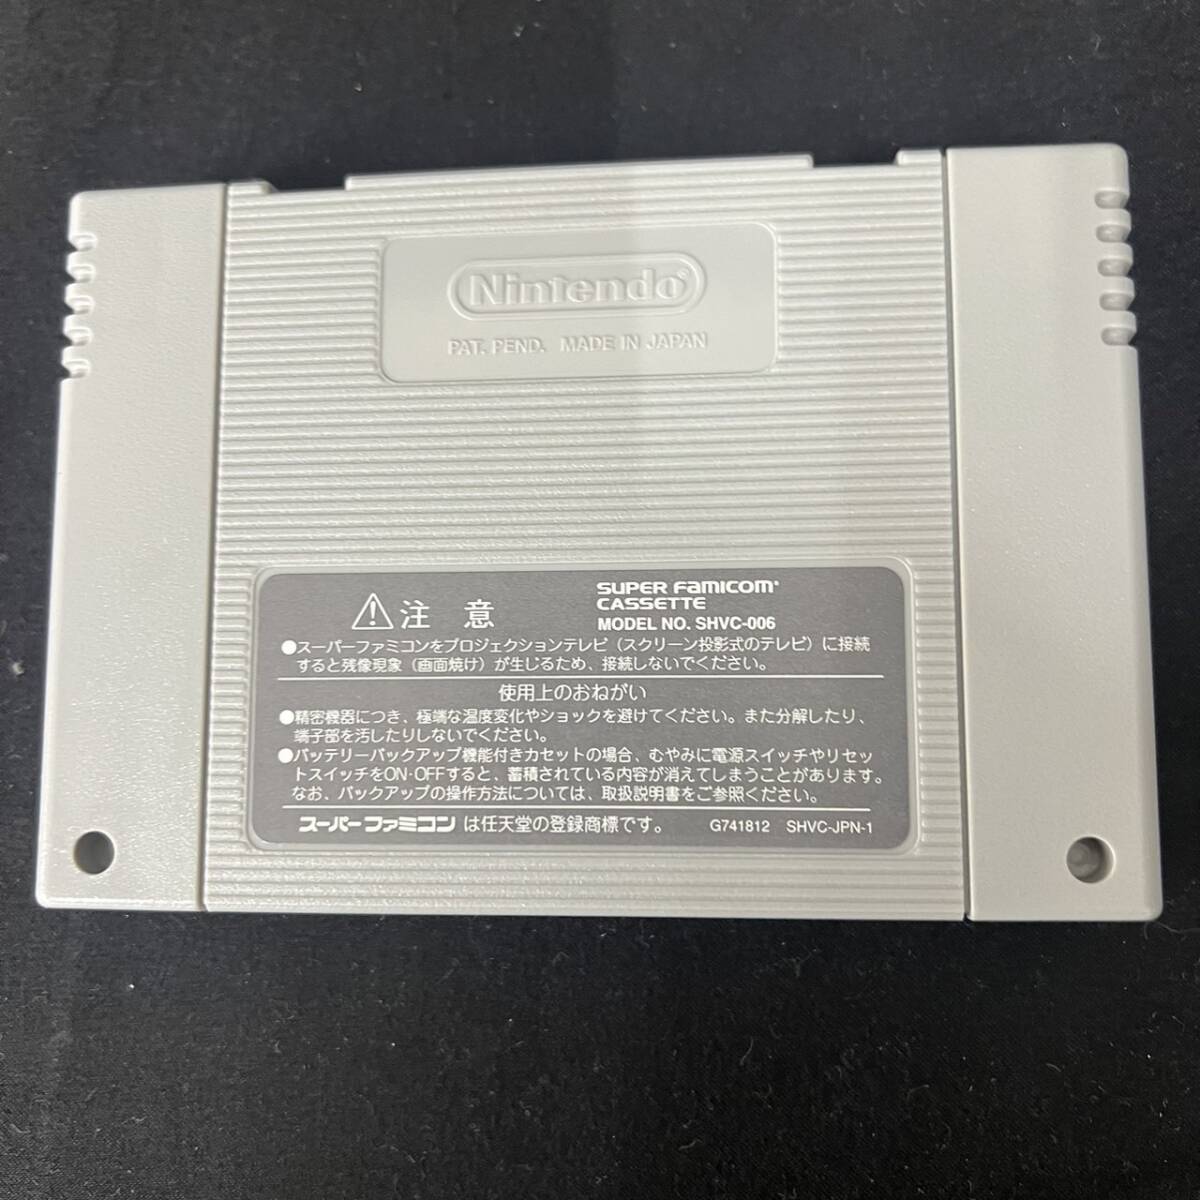 Nintendo®
PAT. PEND. MADE IN JAPAN
⚠注 意
SUPER FAMICOM®
CASSETTE
MODEL NO. SHVC-006
●スーパーファミコンをプロジェクションテレビ（スクリーン投影式のテレビ）に接続
すると残像現象（画面焼け）が生じるため、接続しないでください。
使用上のおねがい
●精密機器につき、極端な温度変化やショックを避けてください。また分解したり、
端子部を汚したりしないでください。
●バッテリーバックアップ機能付きカセットの場合、むやみに電源スイッチやリセッ
トスイッチをON·OFFすると、蓄積されている内容が消えてしまうことがあります。
なお、バックアップの操作方法については、取扱説明書をご参照ください。
スーパーファミコンは任天堂の登録商標です。 G741812 SHVC-JPN-1